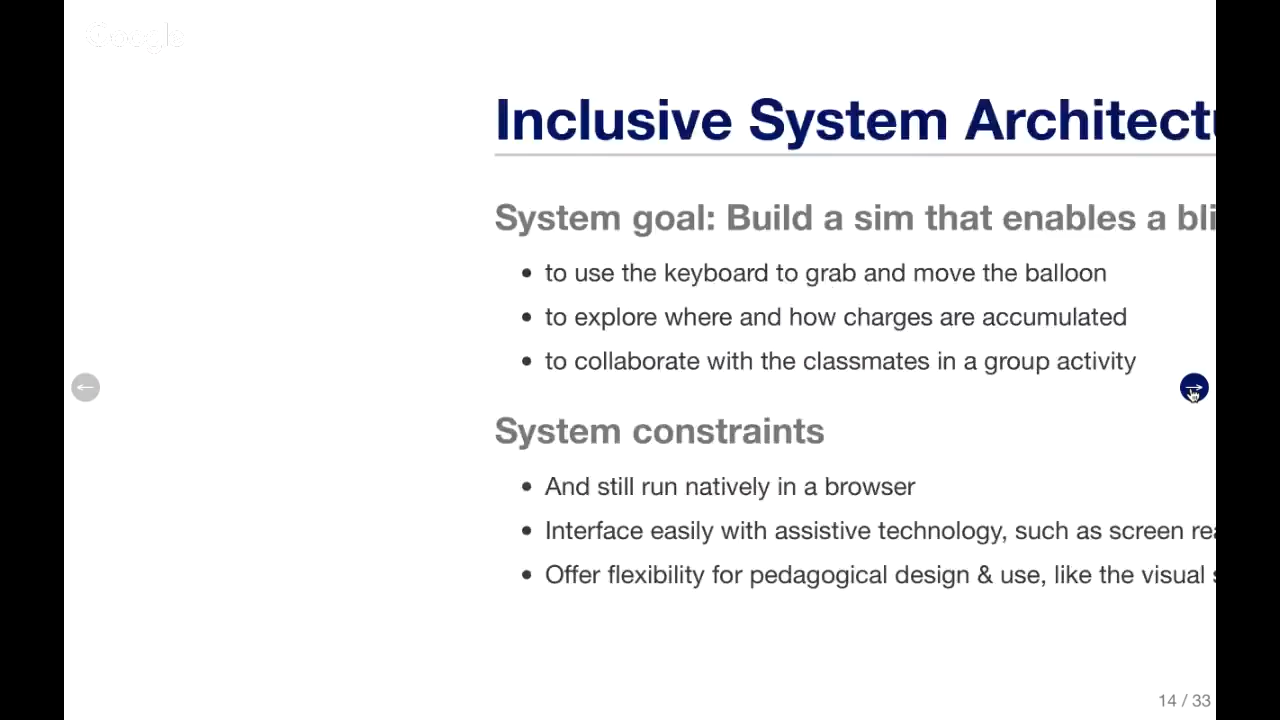 Google
Inclusive System Architect
System goal: Build a sim that enables a bli
to use the keyboard to grab and move the balloon
to explore where and how charges are accumulated
to collaborate with the classmates in a group activity
System constraints
And still run natively in a browser
Interface easily with assistive technology, such as screen rea
Offer flexibility for pedagogical design & use, like the visual s
14 / 33